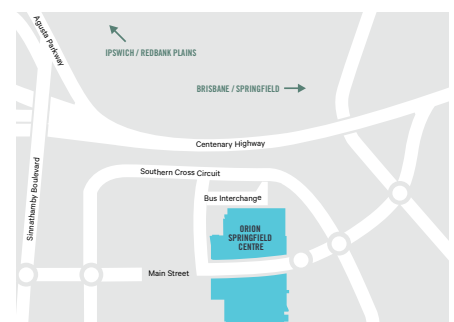 Agusta Parkway
IPSWICH / REDBANK PLAINS
BRISBANE / SPRINGFIELD
Centenary Highway
Southern Cross Circuit
Sinnathamby Boulevard
Bus Interchange
ORION
SPRINGFIELD
CENTRE
Main Street